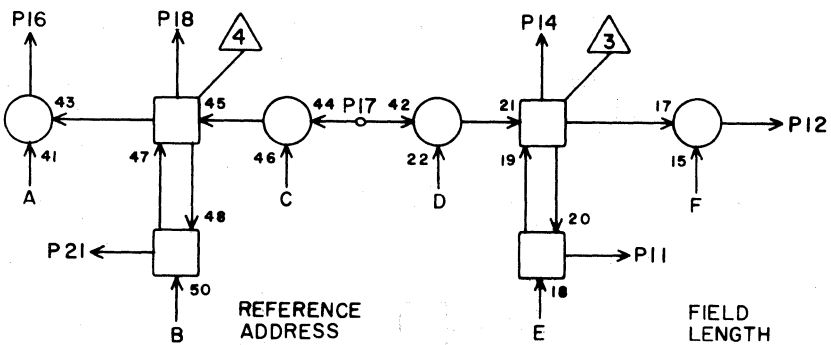 P16 P18 4 P14 3
43 45 44 P17 42 21 17 P12
41 47 46 22 19 15
A C D F
48 20
P21 P11
50 18
B E
REFERENCE ADDRESS
FIELD LENGTH